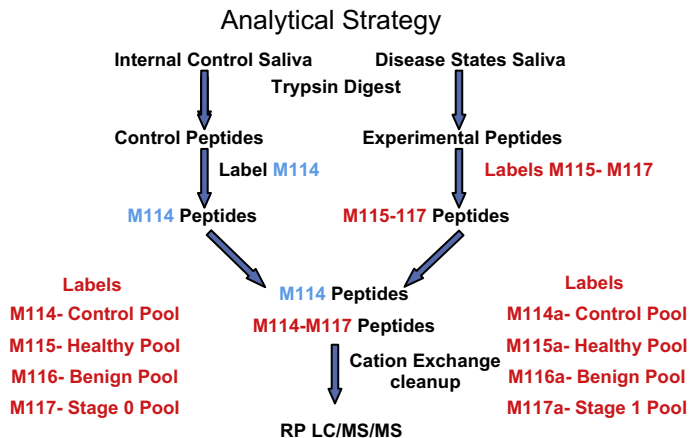 Analytical Strategy
Internal Control Saliva
Disease States Saliva
Trypsin Digest
Control Peptides
Experimental Peptides
Label M114
Labels M115- M117
M114 Peptides
M115-117 Peptides
Labels
M114- Control Pool
M115- Healthy Pool
M116- Benign Pool
M117- Stage 0 Pool
M114 Peptides
M114-M117 Peptides
Cation Exchange
cleanup
RP LC/MS/MS
Labels
M114a- Control Pool
M115a- Healthy Pool
M116a- Benign Pool
M117a- Stage 1 Pool